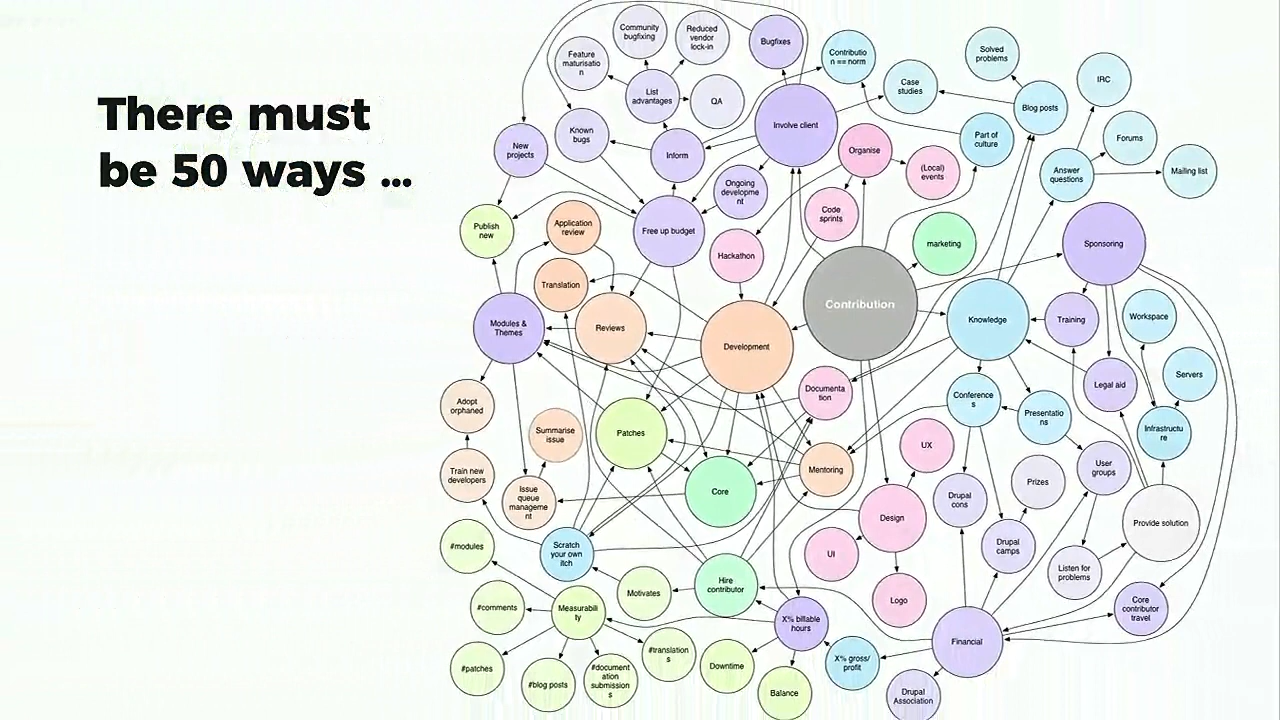 There must
be 50 ways ...
Community
bugfixing
Reduced
vendor
lock-in
Bugfixes
Feature
maturisatio
n
Contributio
n == norm
Solved
problems
List
advantages
QA
Case
studies
IRC
Blog posts
Known
bugs
Involve client
New
projects
Inform
Organise
Part of
culture
Forums
(Local)
events
Answer
questions
Mailing list
Ongoing
developme
nt
Code
sprints
Publish
new
Application
review
Free up budget
Hackathon
marketing
Sponsoring
Translation
Contribution
Modules &
Themes
Reviews
Development
Knowledge
Training
Workspace
Adopt
orphaned
Documenta
tion
Conference
s
Legal aid
Servers
Summarise
issue
Patches
Presentatio
ns
Infrastructu
re
UX
Train new
developers
Mentoring
User
groups
Issue
queue
manageme
nt
Core
Drupal
cons
Prizes
Design
Provide solution
#modules
Scratch
your own
itch
UI
Drupal
camps
Listen for
problems
Hire
contributor
Motivates
Logo
Core
contributor
travel
#comments
Measurabili
ty
X% billable
hours
Financial
#patches
#blog posts
#document
ation
submission
s
#translation
s
Downtime
Balance
X% gross/
profit
Drupal
Association